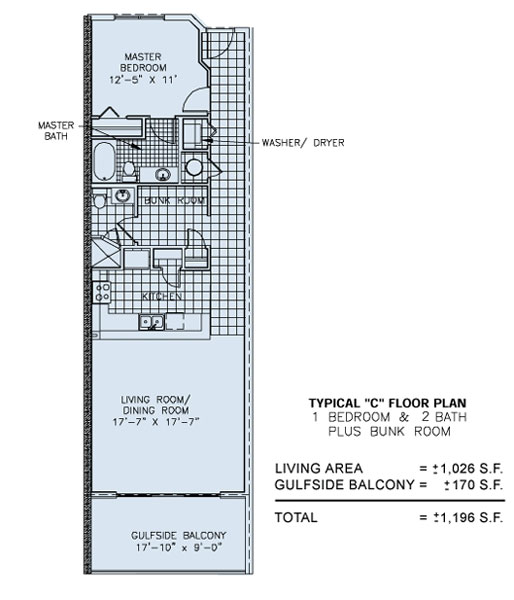 MASTER
BEDROOM
12'-5" X 11'
MASTER
BATH
WASHER/ DRYER
BUNK ROOM
KITCHEN
LIVING ROOM/
DINING ROOM
17'-7" X 17'-7"
TYPICAL "C" FLOOR PLAN
1 BEDROOM & 2 BATH
PLUS BUNK ROOM
LIVING AREA = ±1,026 S.F.
GULFSIDE BALCONY = ±170 S.F.
TOTAL = ±1,196 S.F.
GULFSIDE BALCONY
17'-10" x 9'-0"